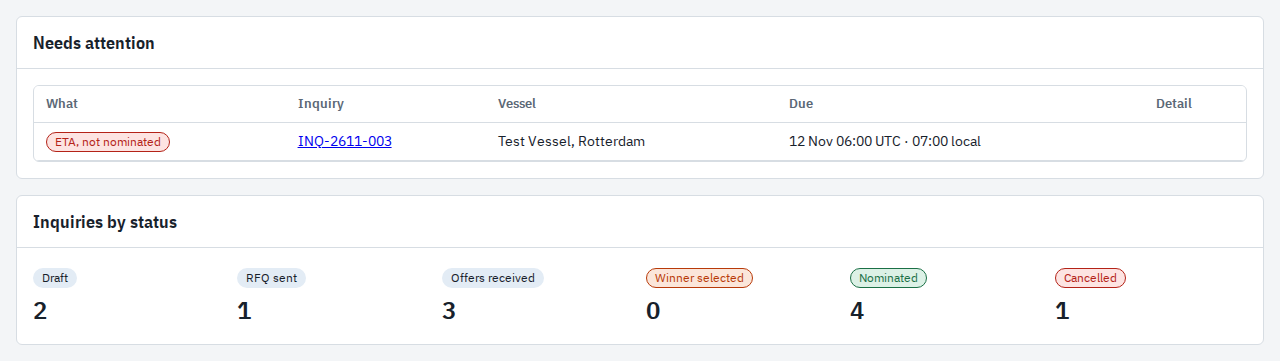 Needs attention
What Inquiry Vessel Due Detail
ETA, not nominated INQ-2611-003 Test Vessel, Rotterdam 12 Nov 06:00 UTC · 07:00 local
Inquiries by status
Draft RFQ sent Offers received Winner selected Nominated Cancelled
2 1 3 0 4 1